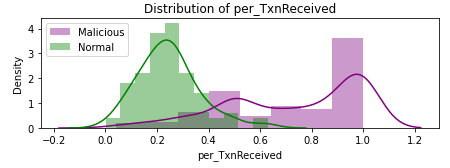 Distribution of per_TxnReceived
Malicious
Normal
Density
4
3
2
1
0
−0.2 0.0 0.2 0.4 0.6 0.8 1.0 1.2
per_TxnReceived